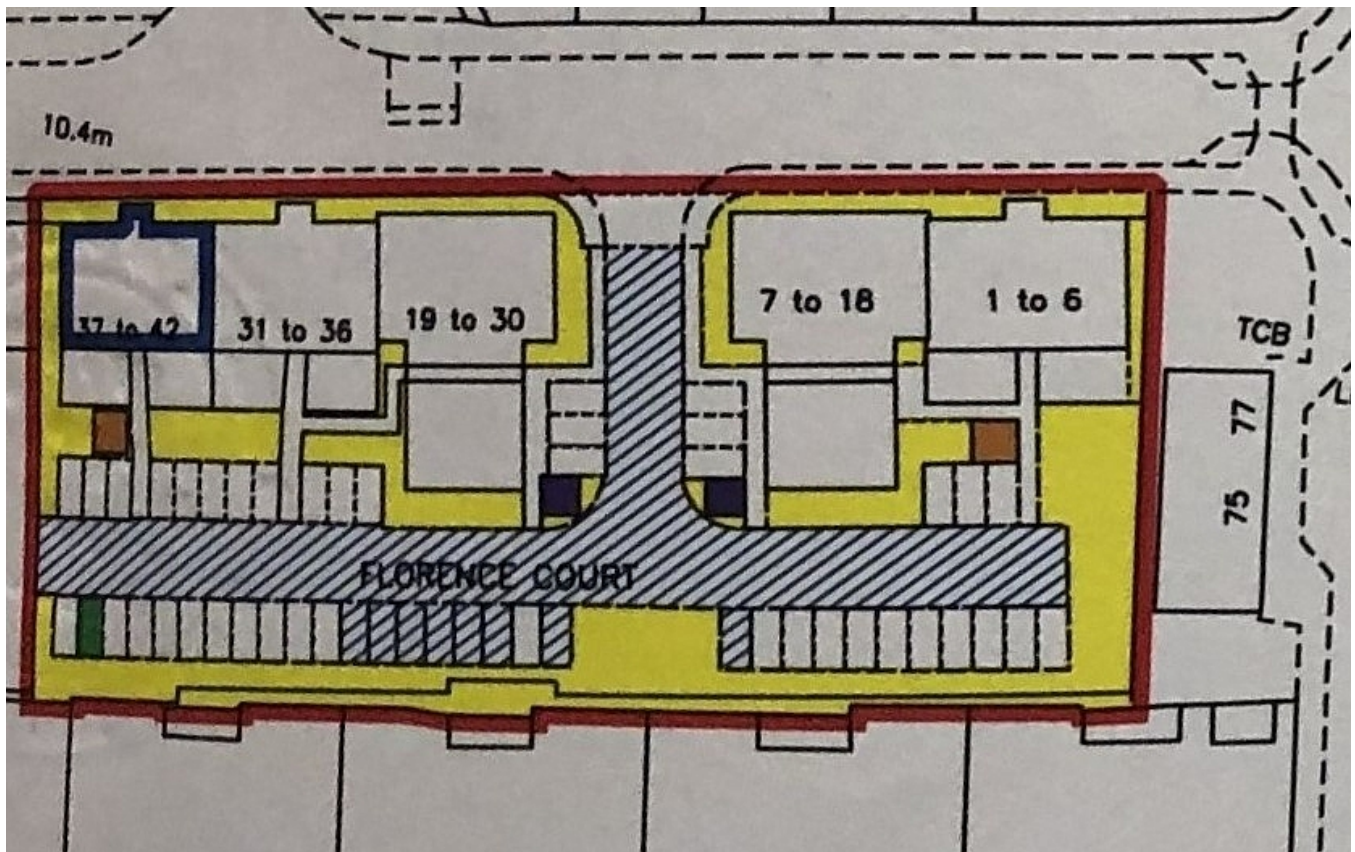 10.4m
37 to 42
31 to 36
19 to 30
7 to 18
1 to 6
TCB
77
75
FLORENCE COURT